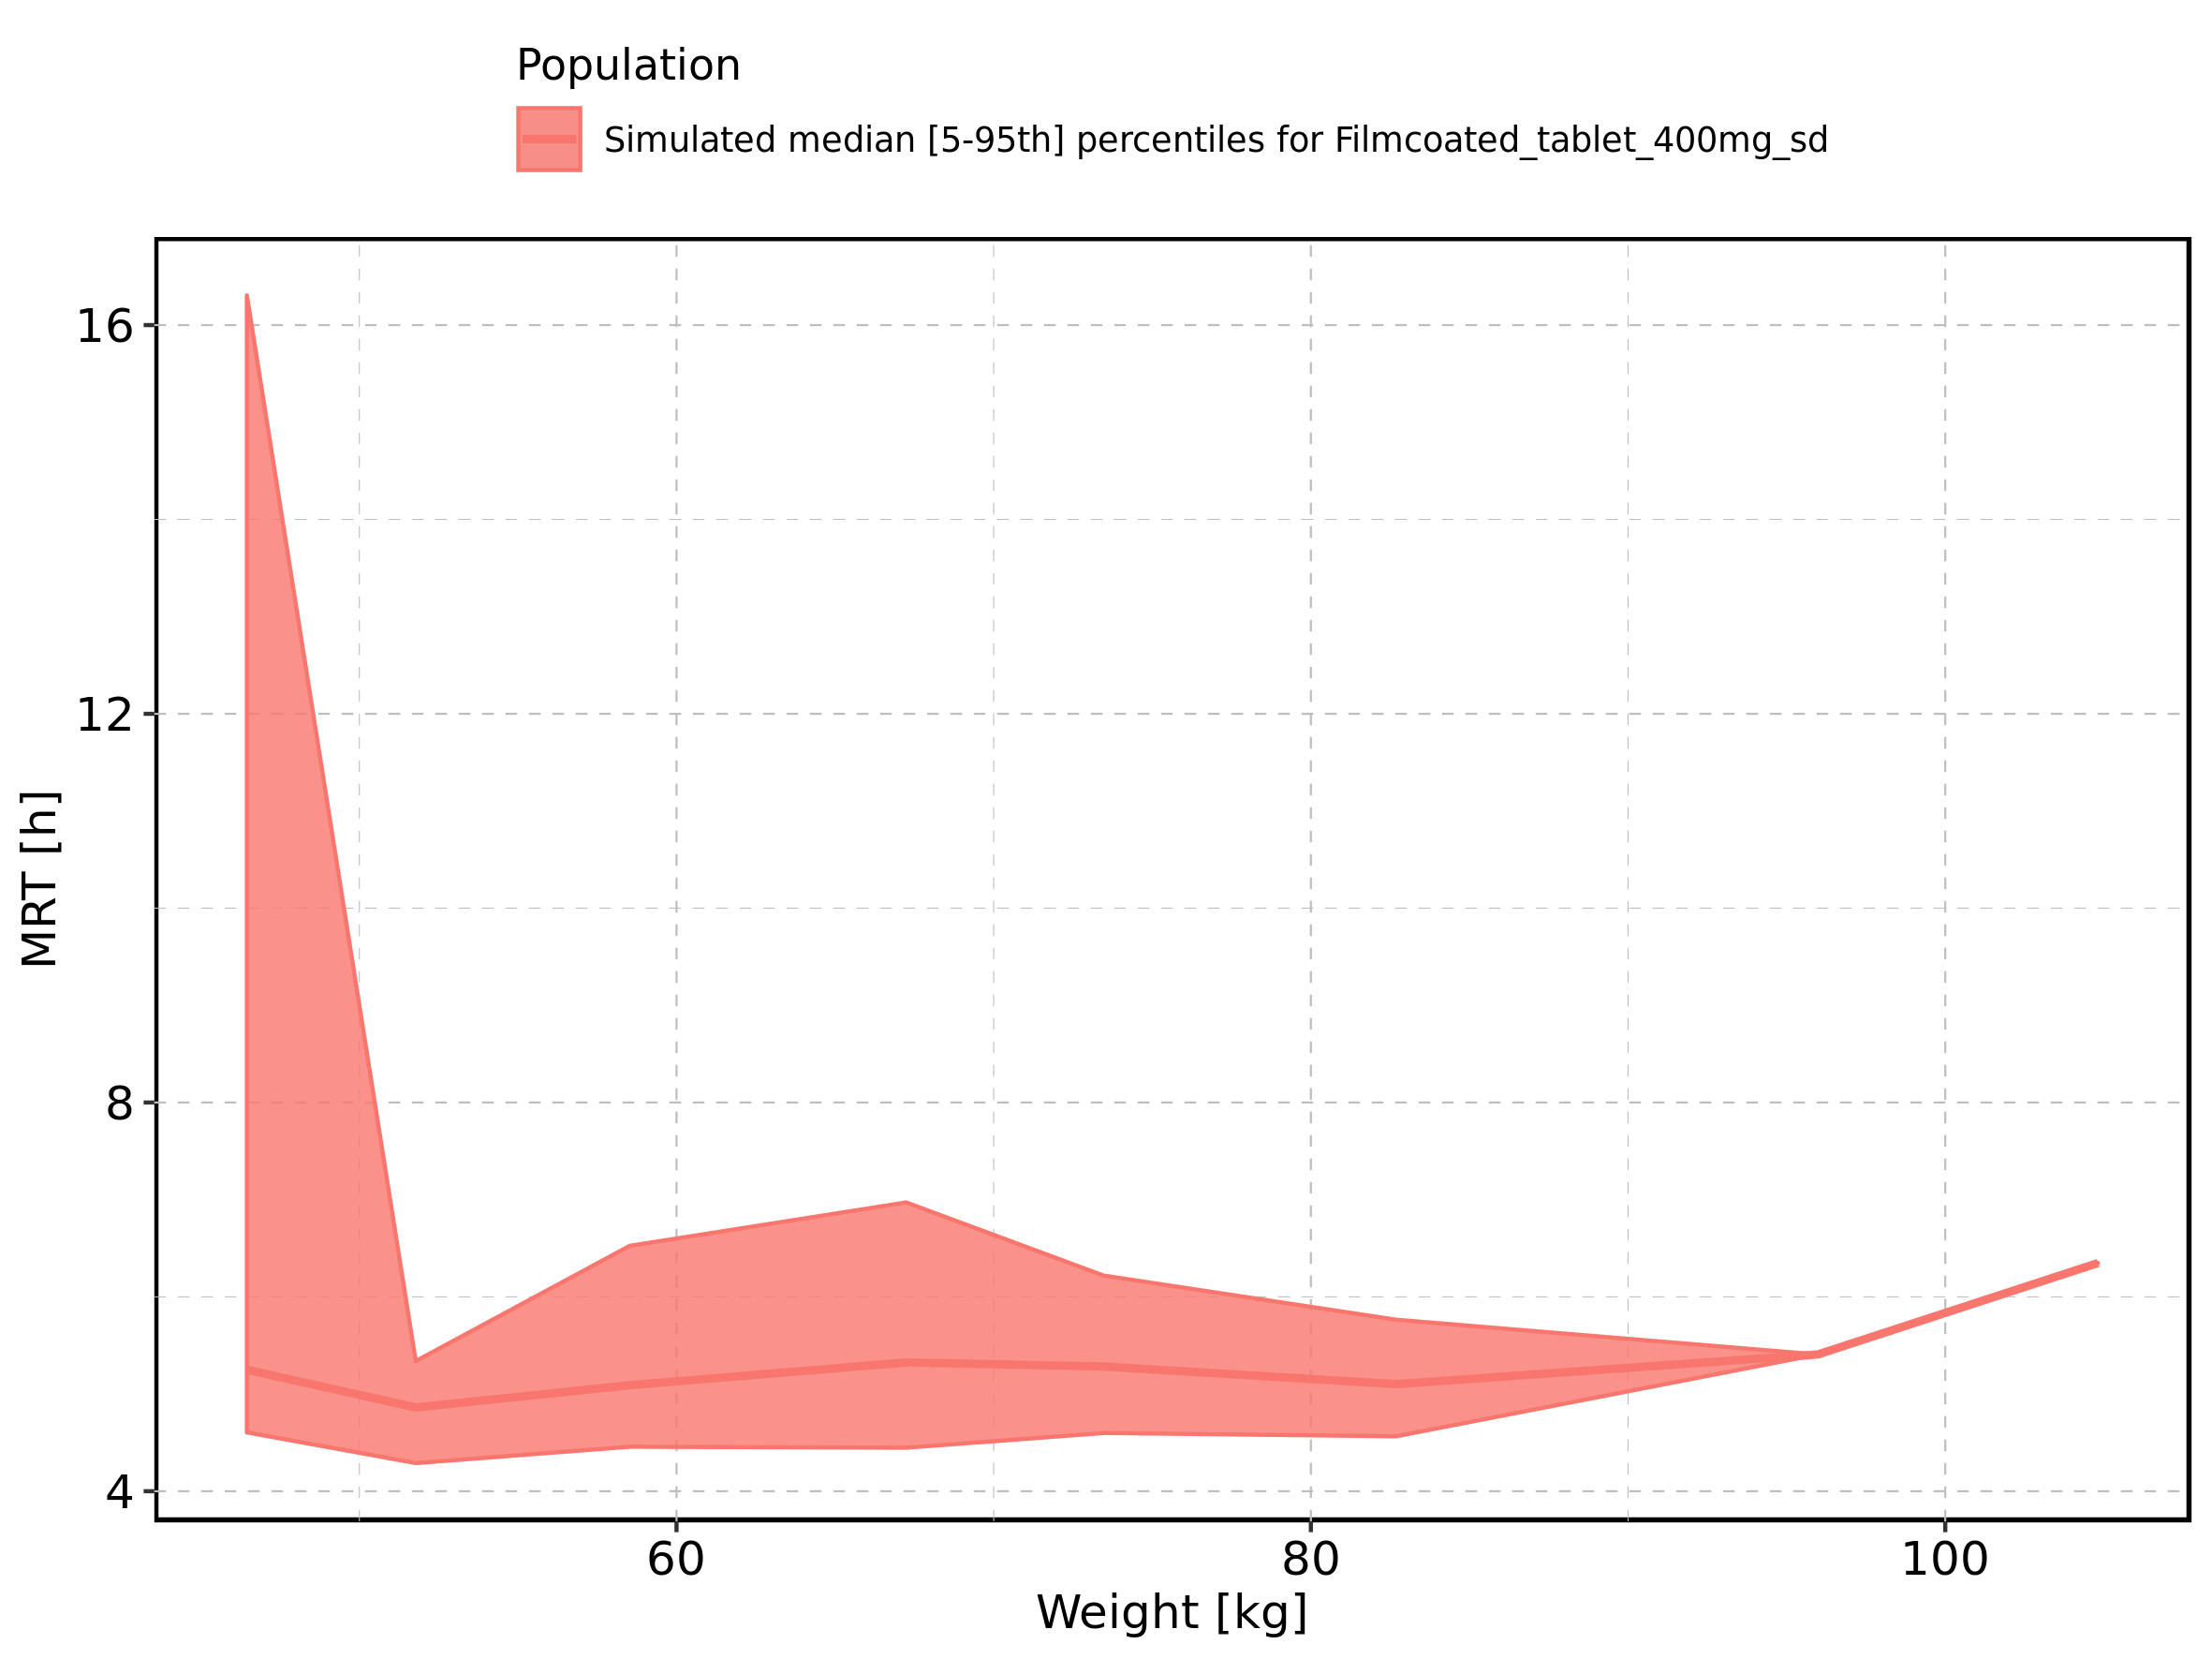 Population
Simulated median [5-95th] percentiles for Filmcoated_tablet_400mg_sd
16
12
8
4
MRT [h]
60 80 100
Weight [kg]